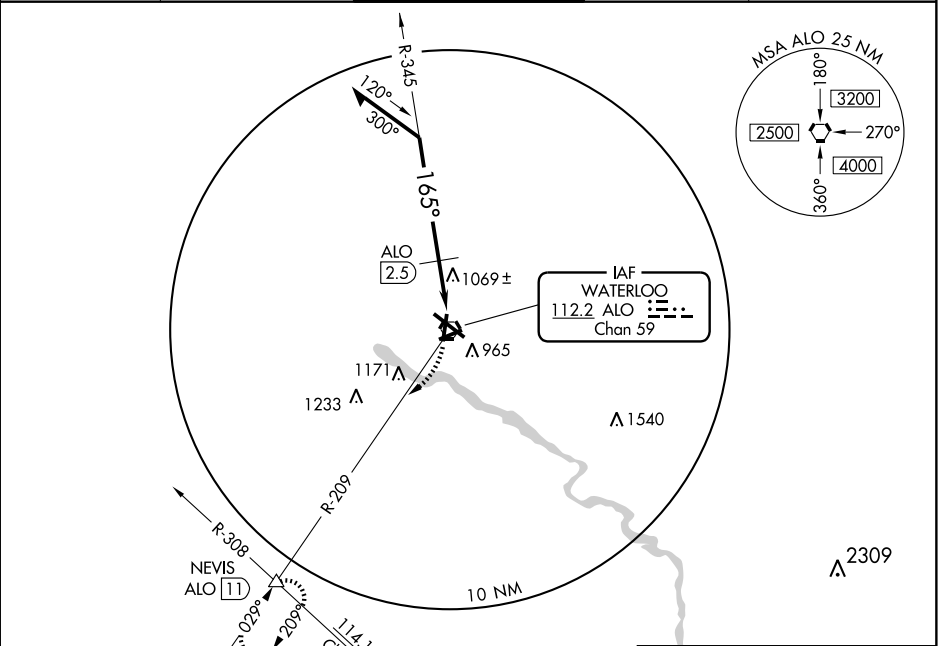 MSA ALO 25 NM
180°
3200
2500
270°
4000
360°
R-345
120°
300°
165°
ALO
2.5
1069±
IAF
WATERLOO
112.2 ALO
Chan 59
965
1171
1233
1540
R-209
R-308
NEVIS
ALO 11
10 NM
2309
029°
209°
114.1